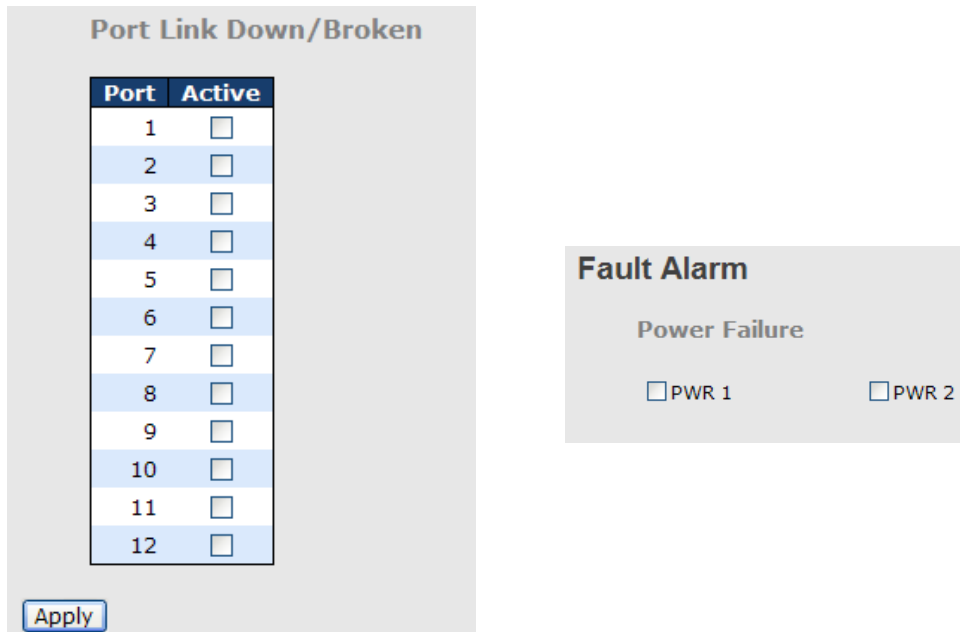 Port Link Down/Broken
Port Active
1
2
3
4
5
6
7
8
9
10
11
12
Apply
Fault Alarm
Power Failure
PWR 1 PWR 2